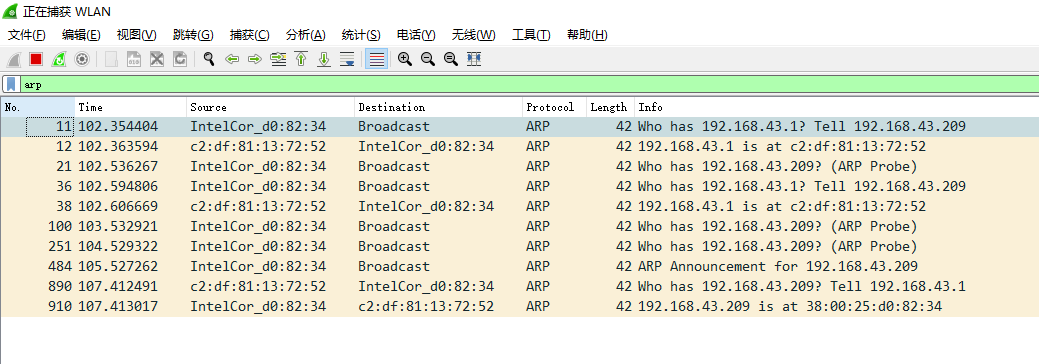 正在捕获 WLAN
文件(F) 编辑(E) 视图(V) 跳转(G) 捕获(C) 分析(A) 统计(S) 电话(Y) 无线(W) 工具(T) 帮助(H)
arp
No. Time Source Destination Protocol Length Info
11 102.354404 IntelCor_d0:82:34 Broadcast ARP 42 Who has 192.168.43.1? Tell 192.168.43.209
12 102.363594 c2:df:81:13:72:52 IntelCor_d0:82:34 ARP 42 192.168.43.1 is at c2:df:81:13:72:52
21 102.536267 IntelCor_d0:82:34 Broadcast ARP 42 Who has 192.168.43.209? (ARP Probe)
36 102.594806 IntelCor_d0:82:34 Broadcast ARP 42 Who has 192.168.43.1? Tell 192.168.43.209
38 102.606669 c2:df:81:13:72:52 IntelCor_d0:82:34 ARP 42 192.168.43.1 is at c2:df:81:13:72:52
100 103.532921 IntelCor_d0:82:34 Broadcast ARP 42 Who has 192.168.43.209? (ARP Probe)
251 104.529322 IntelCor_d0:82:34 Broadcast ARP 42 Who has 192.168.43.209? (ARP Probe)
484 105.527262 IntelCor_d0:82:34 Broadcast ARP 42 ARP Announcement for 192.168.43.209
890 107.412491 c2:df:81:13:72:52 IntelCor_d0:82:34 ARP 42 Who has 192.168.43.209? Tell 192.168.43.1
910 107.413017 IntelCor_d0:82:34 c2:df:81:13:72:52 ARP 42 192.168.43.209 is at 38:00:25:d0:82:34